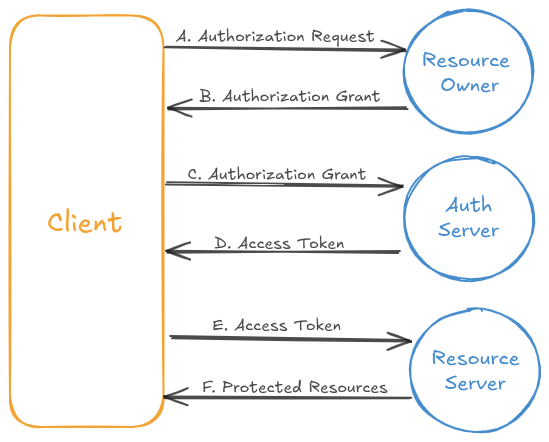 A. Authorization Request
Resource
Owner
B. Authorization Grant
C. Authorization Grant
Client
Auth
Server
D. Access Token
E. Access Token
Resource
Server
F. Protected Resources